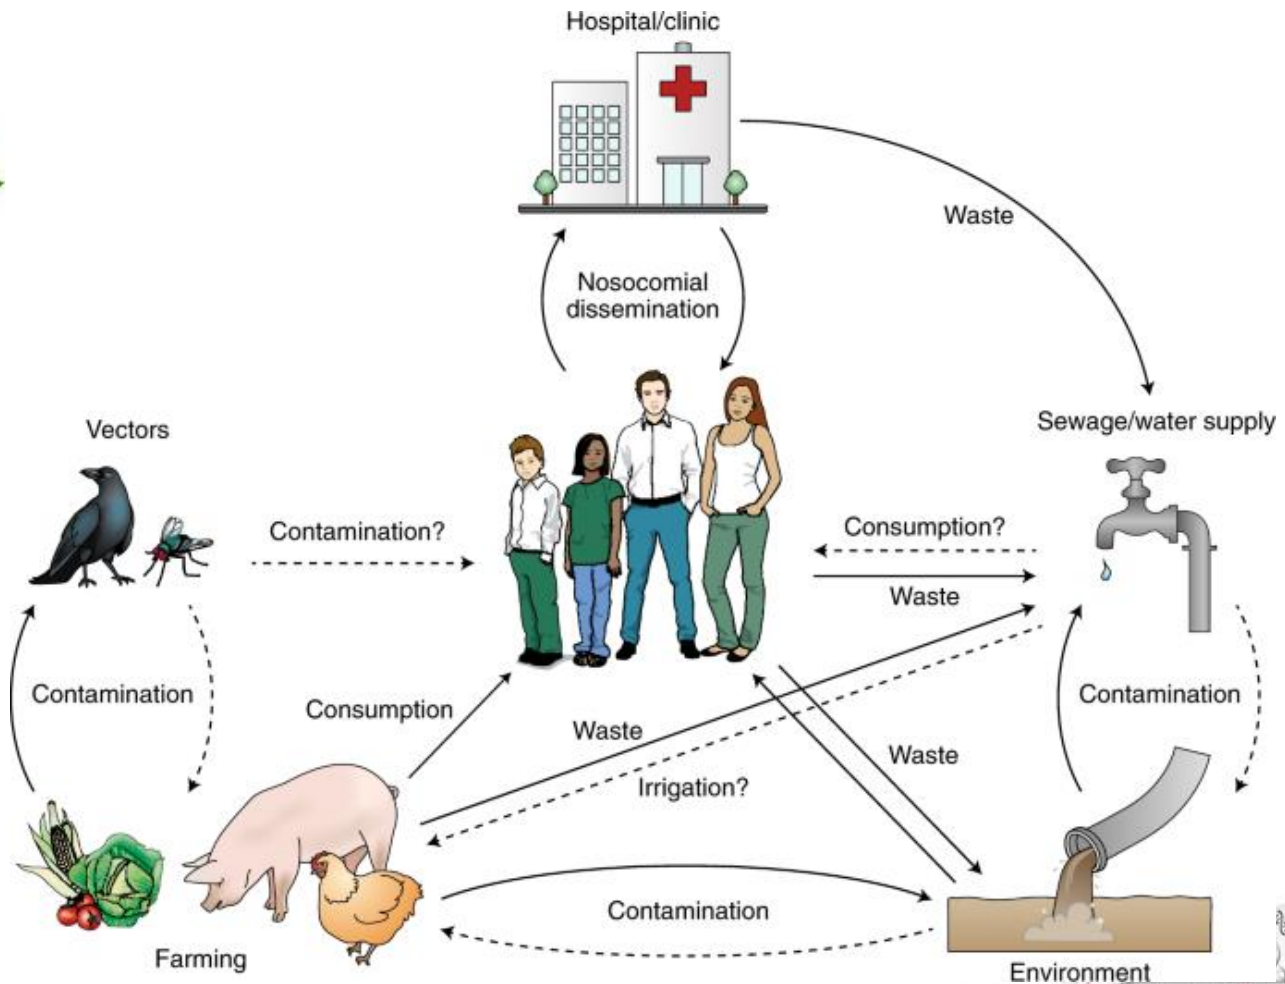 Hospital/clinic
Waste
Nosocomial
dissemination
Sewage/water supply
Vectors
Contamination?
Consumption?
Waste
Contamination
Consumption
Waste
Contamination
Waste
Irrigation?
Contamination
Farming
Environment